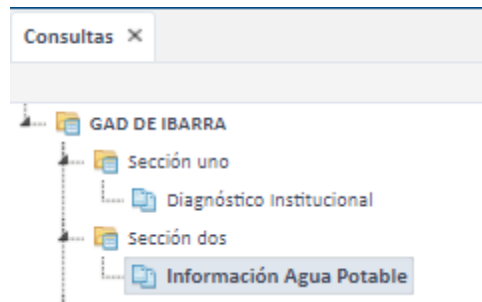 Consultas ×
GAD DE IBARRA
Sección uno
Diagnóstico Institucional
Sección dos
Información Agua Potable